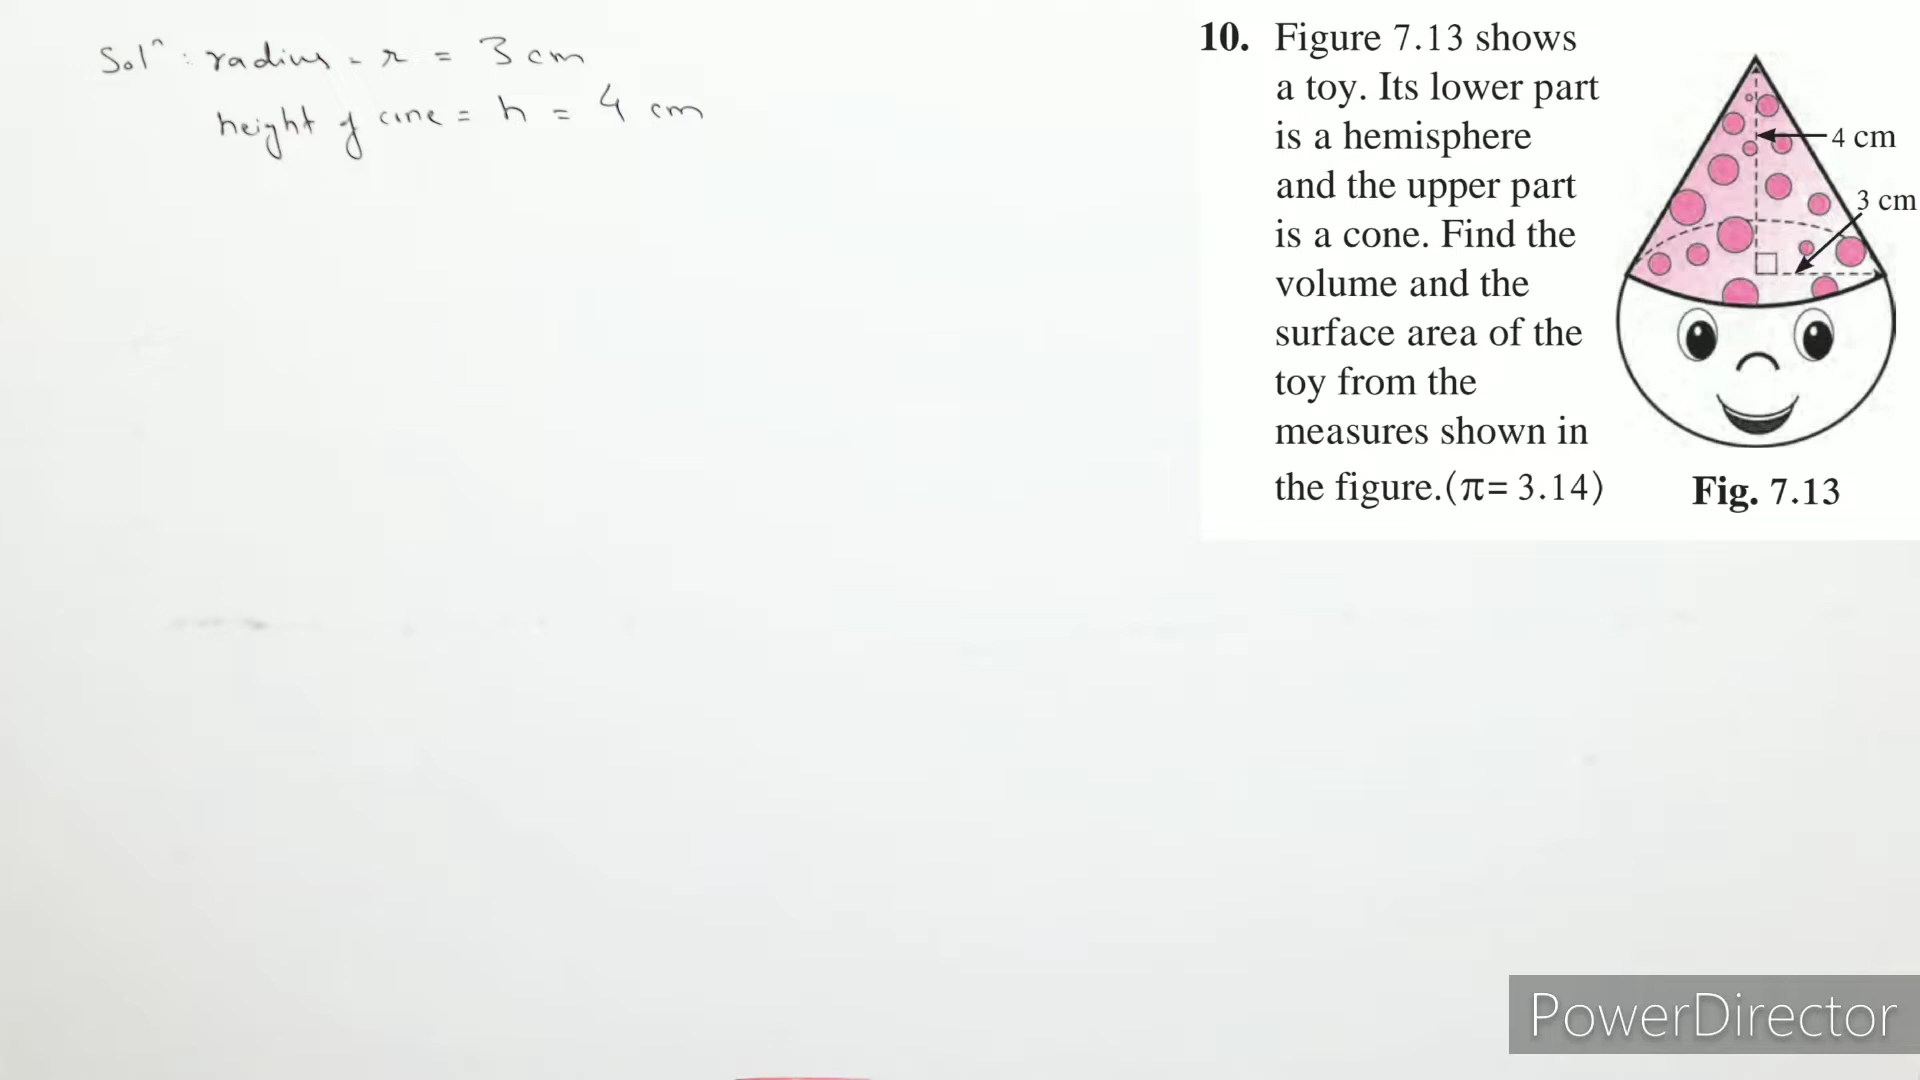 Solⁿ: radius = r = 3 cm
height of cone = h = 4 cm
10. Figure 7.13 shows
a toy. Its lower part
is a hemisphere
and the upper part
is a cone. Find the
volume and the
surface area of the
toy from the
measures shown in
the figure.(π= 3.14)
4 cm
3 cm
Fig. 7.13
PowerDirector